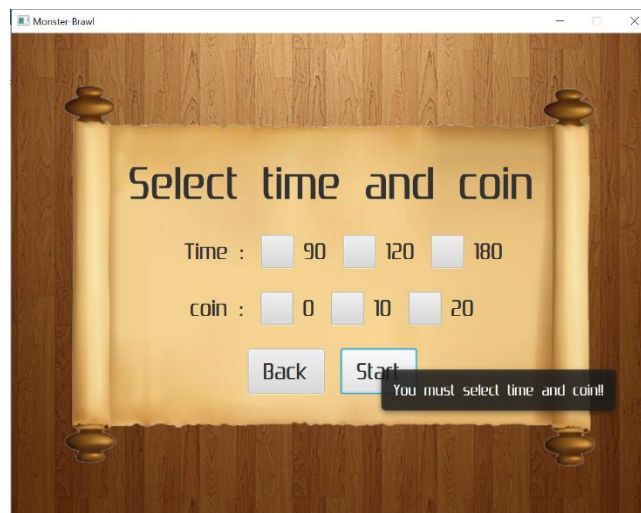 Monster-Brawl
Select time and coin
Time : 90 120 180
coin : 0 10 20
Back Start
You must select time and coin!!